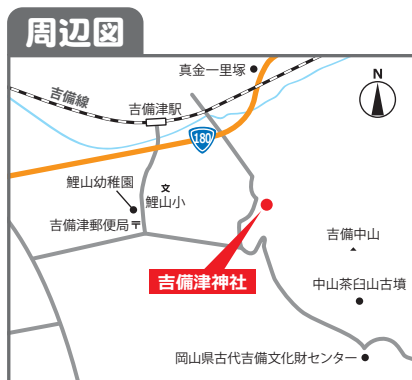 周辺図
真金一里塚
N
吉備線
吉備津駅
180
鯉山幼稚園
文
鯉山小
吉備津郵便局〒
吉備中山
吉備津神社
中山茶臼山古墳
岡山県古代吉備文化財センター